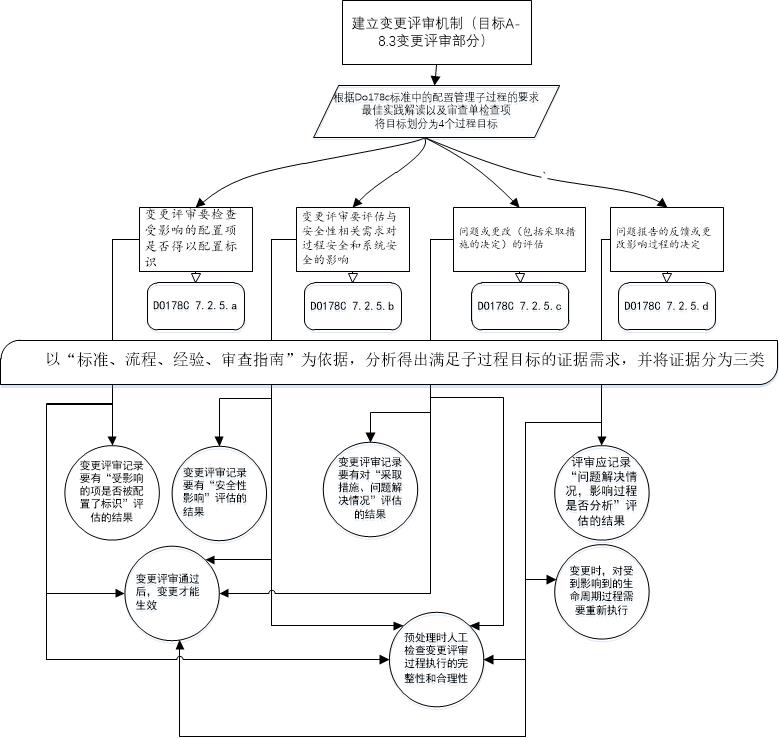 建立变更评审机制（目标A-
8.3变更评审部分）
根据Do178c标准中的配置管理子过程的要求
最佳实践解读以及审查单检查项
将目标划分为4个过程目标
变更评审要检查
受影响的配置项
是否得以配置标
识
变更评审要评估与
安全性相关需求对
过程安全和系统安
全的影响
问题或更改（包括采取措
施的决定）的评估
问题报告的反馈或更
改影响过程的决定
DO178C 7.2.5.a
DO178C 7.2.5.b
DO178C 7.2.5.c
DO178C 7.2.5.d
以“标准、流程、经验、审查指南”为依据，分析得出满足子过程目标的证据需求，并将证据分为三类
变更评审记录
要有“受影响
的项是否被配
置了标识”评
估的结果
变更评审记录
要有“安全性
影响”评估的
结果
变更评审记录
要有对“采取
措施、问题解
决情况”评估
的结果
评审应记录
“问题解决情
况，影响过程
是否分析”评
估的结果
变更评审通过
后，变更才能
生效
变更时，对受
到影响到的生
命周期过程需
要重新执行
预处理时人工
检查变更评审
过程执行的完
整性和合理性